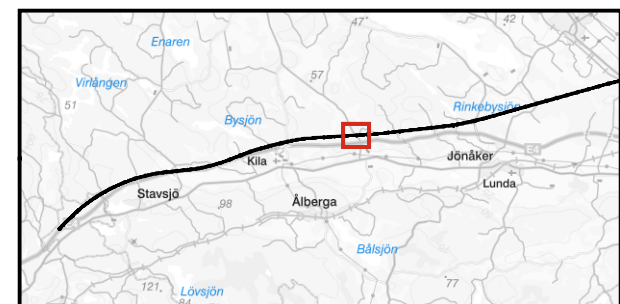 47
42
Enaren
57
Virlången
51
Rinkebysjön
Bysjön
E4
Kila
Jönåker
Lunda
Stavsjö
98
Ålberga
Bålsjön
77
121
Lövsjön
84